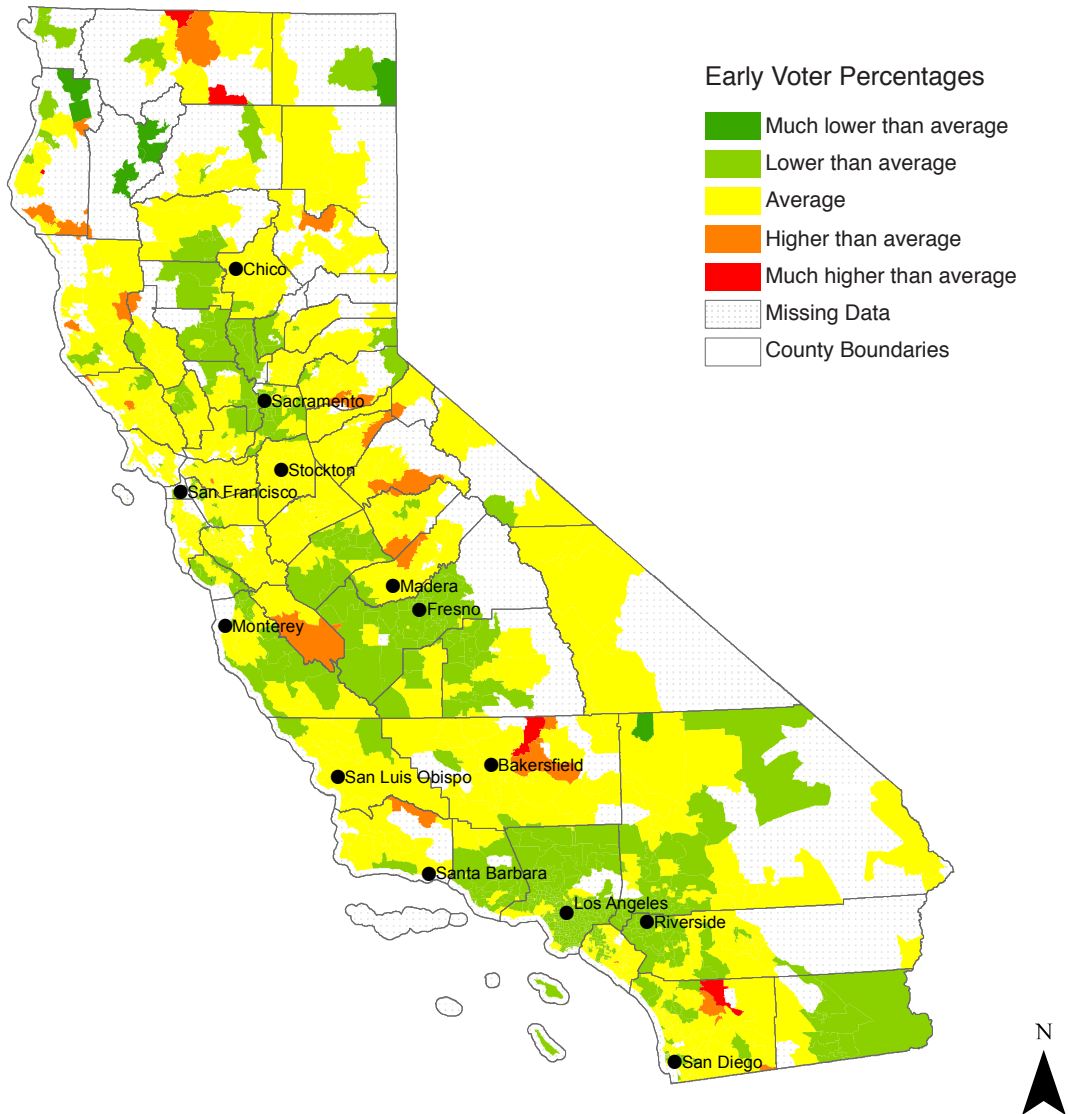 Early Voter Percentages
Much lower than average
Lower than average
Average
Higher than average
Much higher than average
Missing Data
County Boundaries
Chico
Sacramento
Stockton
San Francisco
Madera
Fresno
Monterey
Bakersfield
San Luis Obispo
Santa Barbara
Los Angeles
Riverside
San Diego
N